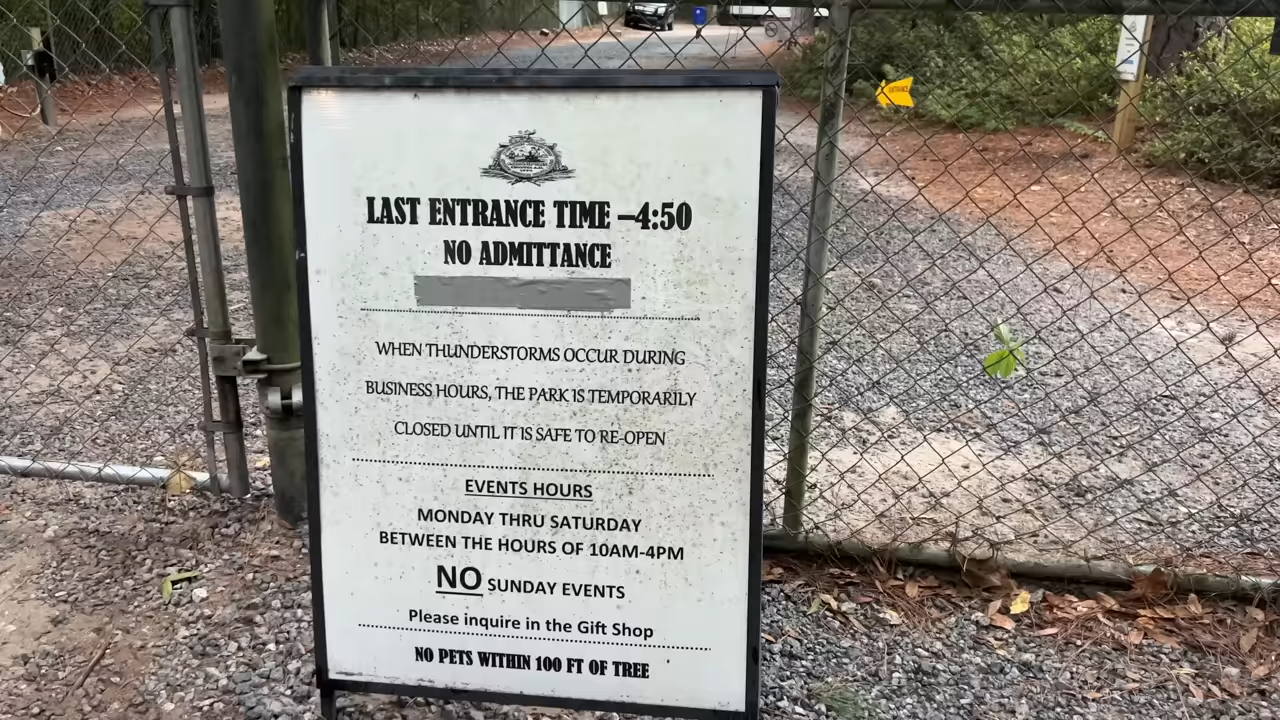 LAST ENTRANCE TIME –4:50
NO ADMITTANCE
WHEN THUNDERSTORMS OCCUR DURING
BUSINESS HOURS, THE PARK IS TEMPORARILY
CLOSED UNTIL IT IS SAFE TO RE-OPEN
EVENTS HOURS
MONDAY THRU SATURDAY
BETWEEN THE HOURS OF 10AM-4PM
NO SUNDAY EVENTS
Please inquire in the Gift Shop
NO PETS WITHIN 100 FT OF TREE
ENTRANCE